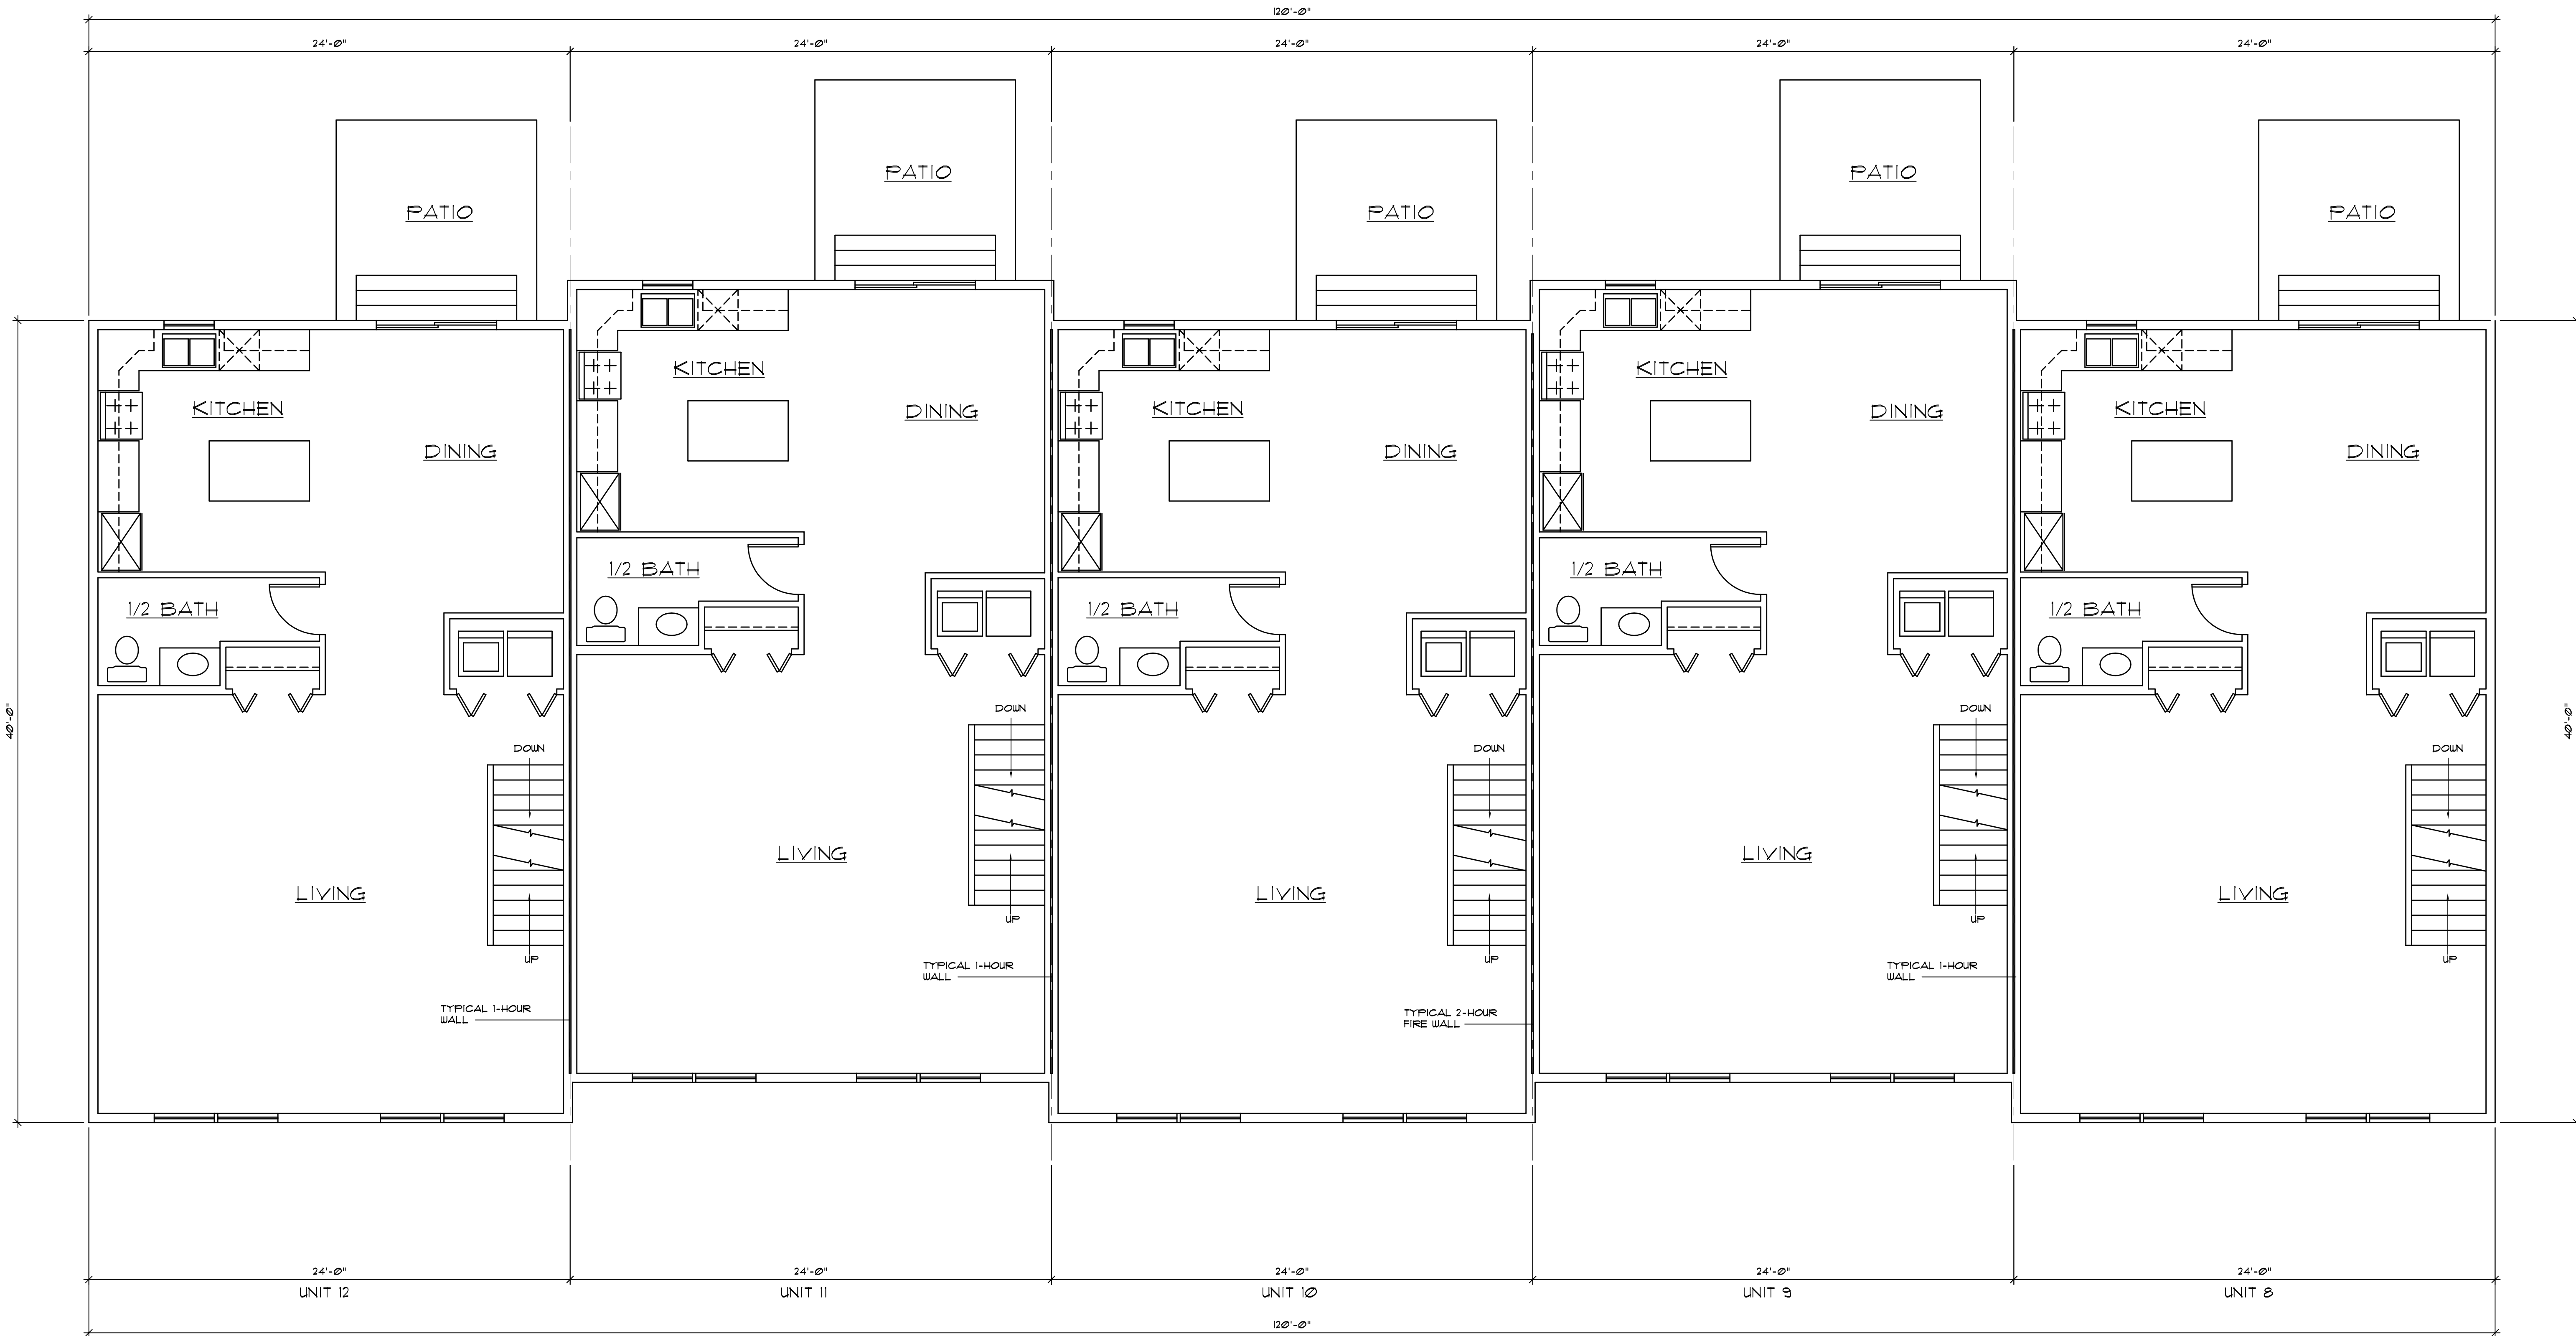 120'-0"
24'-0"
24'-0"
24'-0"
24'-0"
24'-0"
PATIO
PATIO
PATIO
PATIO
PATIO
KITCHEN
KITCHEN
KITCHEN
KITCHEN
KITCHEN
DINING
DINING
DINING
DINING
DINING
1/2 BATH
1/2 BATH
1/2 BATH
1/2 BATH
1/2 BATH
40'-0"
40'-0"
DOWN
DOWN
DOWN
DOWN
DOWN
LIVING
LIVING
LIVING
LIVING
LIVING
UP
UP
UP
UP
UP
TYPICAL 1-HOUR
WALL
TYPICAL 1-HOUR
WALL
TYPICAL 2-HOUR
FIRE WALL
TYPICAL 1-HOUR
WALL
24'-0"
24'-0"
24'-0"
24'-0"
24'-0"
UNIT 12
UNIT 11
UNIT 10
UNIT 9
UNIT 8
120'-0"